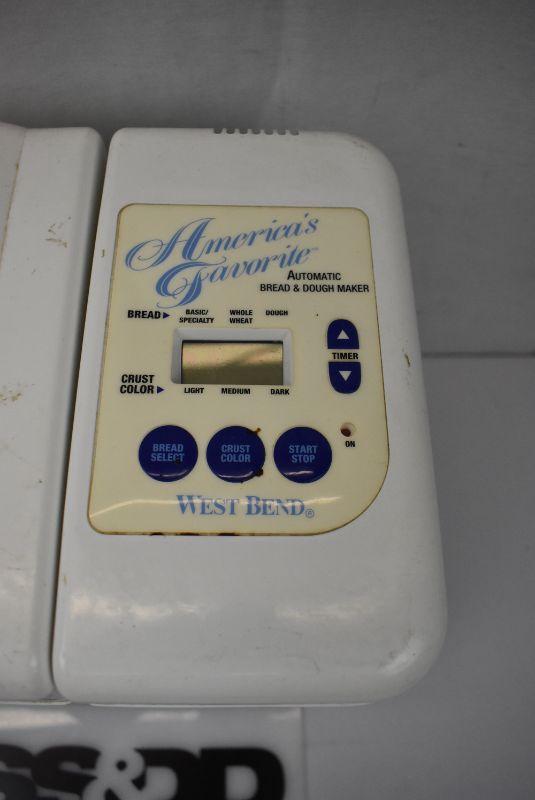 America's
Favorite™
AUTOMATIC
BREAD & DOUGH MAKER
BREAD▶ BASIC/ SPECIALTY WHOLE WHEAT DOUGH
▲
TIMER
▼
CRUST
COLOR▶ LIGHT MEDIUM DARK
ON
BREAD SELECT
CRUST COLOR
START STOP
WEST BEND®